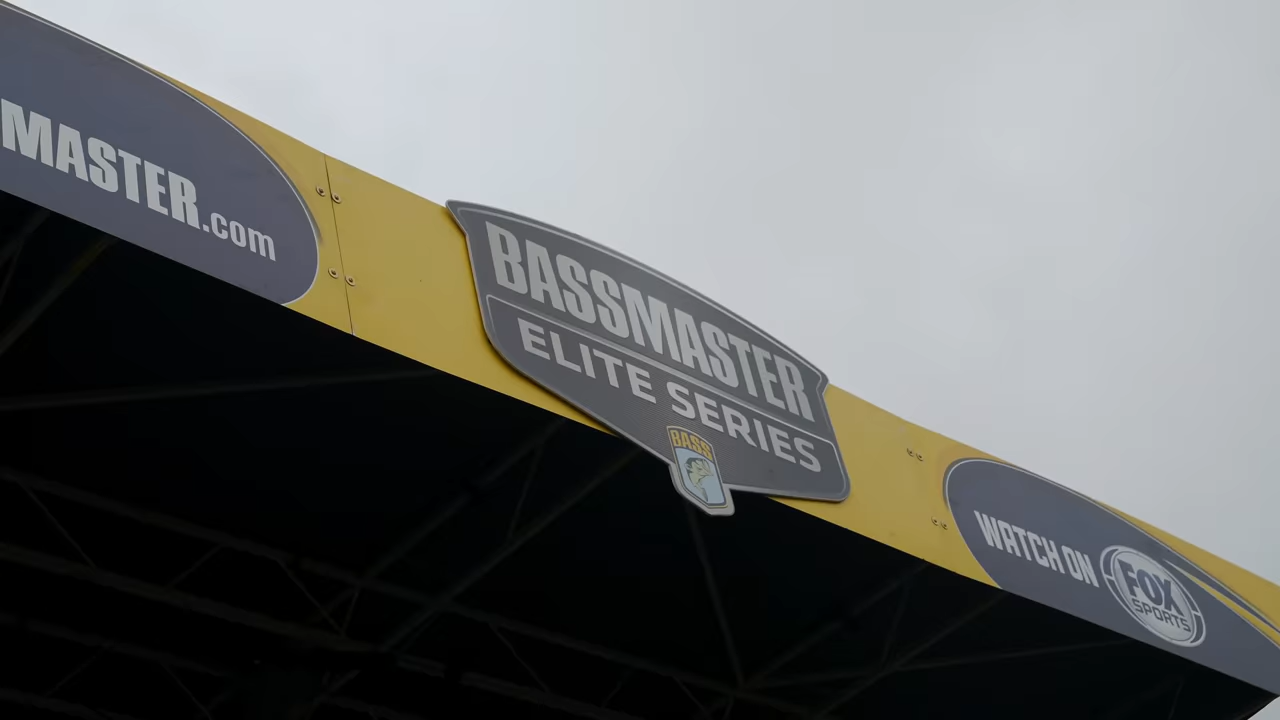 MASTER.com
BASSMASTER
ELITE SERIES
BASS
WATCH ON
FOX
SPORTS